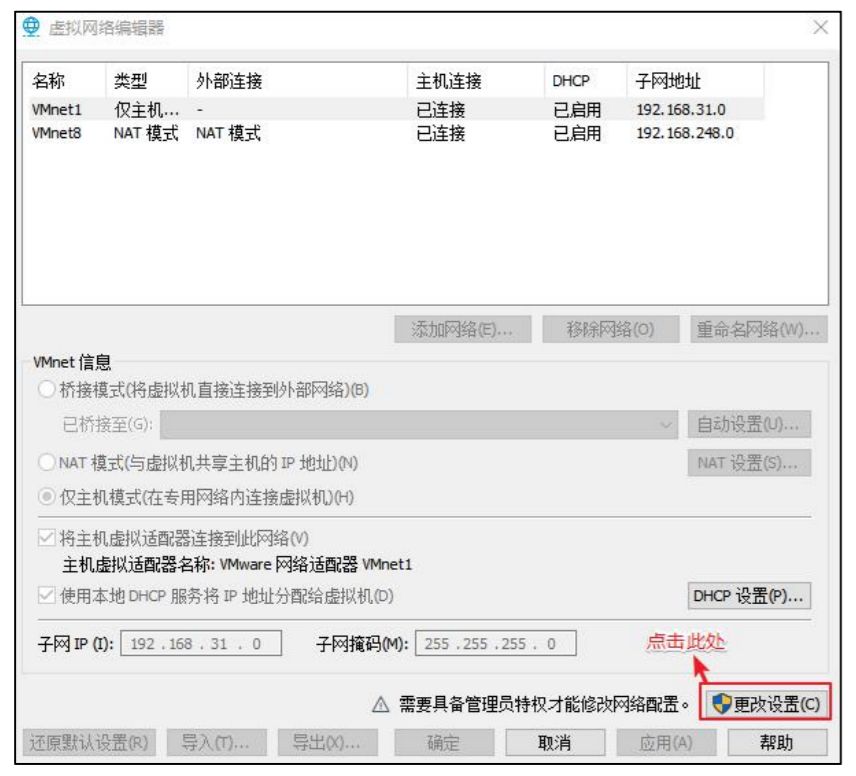 虚拟网络编辑器
名称 类型 外部连接 主机连接 DHCP 子网地址
VMnet1 仅主机... - 已连接 已启用 192.168.31.0
VMnet8 NAT 模式 NAT 模式 已连接 已启用 192.168.248.0
添加网络(E)... 移除网络(O) 重命名网络(W)...
VMnet 信息
桥接模式(将虚拟机直接连接到外部网络)(B)
已桥接至(G): 自动设置(U)...
NAT 模式(与虚拟机共享主机的 IP 地址)(N) NAT 设置(S)...
仅主机模式(在专用网络内连接虚拟机)(H)
将主机虚拟适配器连接到此网络(V)
主机虚拟适配器名称: VMware 网络适配器 VMnet1
使用本地 DHCP 服务将 IP 地址分配给虚拟机(D) DHCP 设置(P)...
子网 IP (I): 192 . 168 . 31 . 0 子网掩码(M): 255 . 255 . 255 . 0 点击此处
需要具备管理员特权才能修改网络配置。 更改设置(C)
还原默认设置(R) 导入(T)... 导出(X)... 确定 取消 应用(A) 帮助